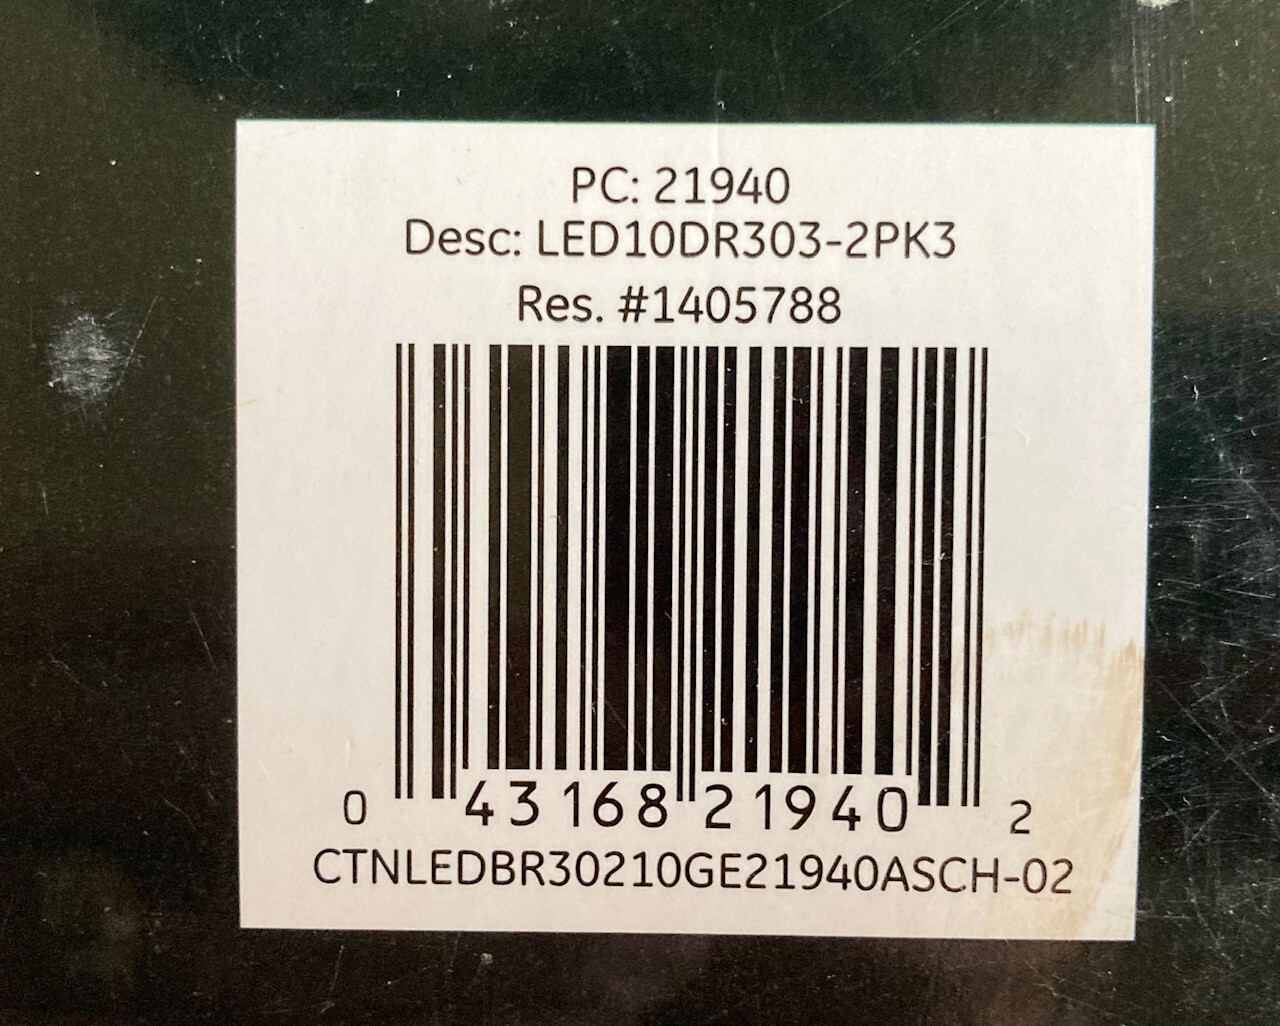 PC: 21940
Desc: LED10DR303-2PK3
Res. #1405788
0 43168 21940 2
CTNLEDBR30210GE21940ASCH-02